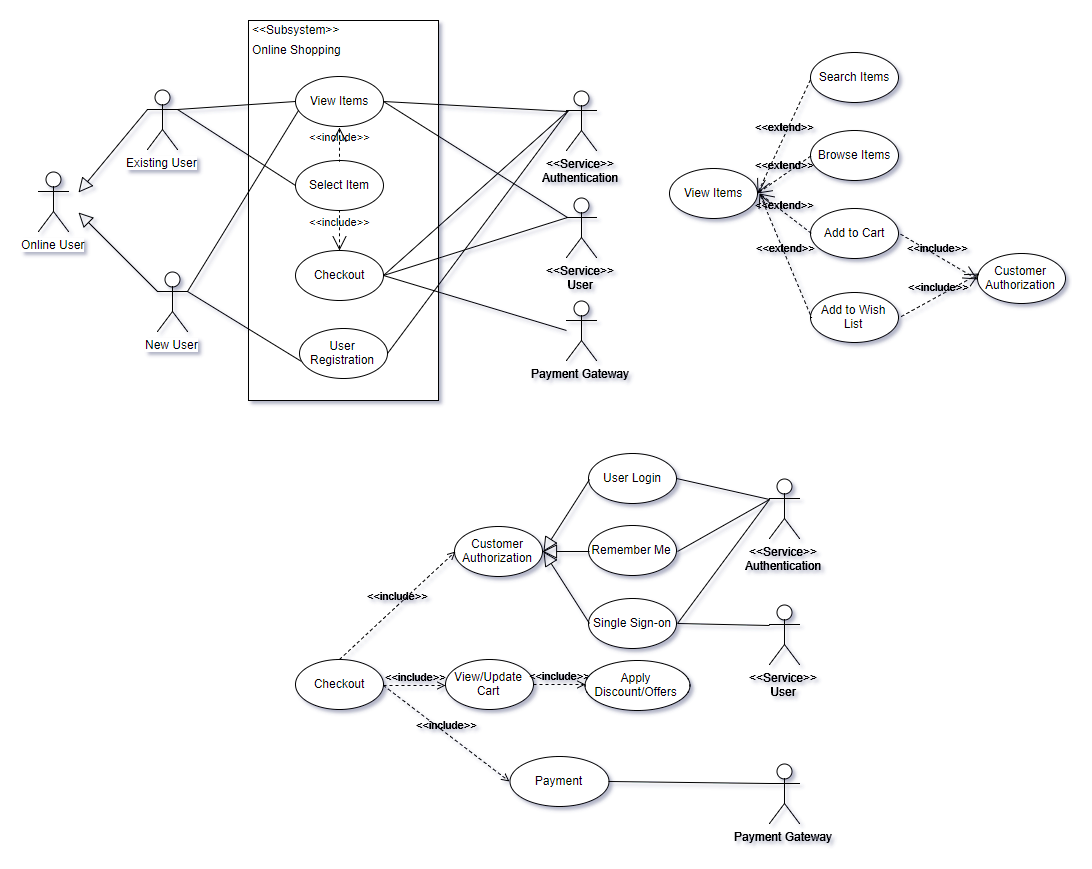 <<Subsystem>>
Online Shopping
View Items
<<include>>
Select Item
<<include>>
Checkout
User
Registration
Existing User
Online User
New User
<<Service>>
Authentication
<<Service>>
User
Payment Gateway
Search Items
<<extend>>
Browse Items
<<extend>>
View Items
<<extend>>
Add to Cart
<<extend>>
<<include>>
Customer
Authorization
<<include>>
Add to Wish
List
User Login
Customer
Authorization
Remember Me
<<Service>>
Authentication
<<include>>
Single Sign-on
Checkout
<<include>>
View/Update
Cart
<<include>>
Apply
Discount/Offers
<<Service>>
User
<<include>>
Payment
Payment Gateway